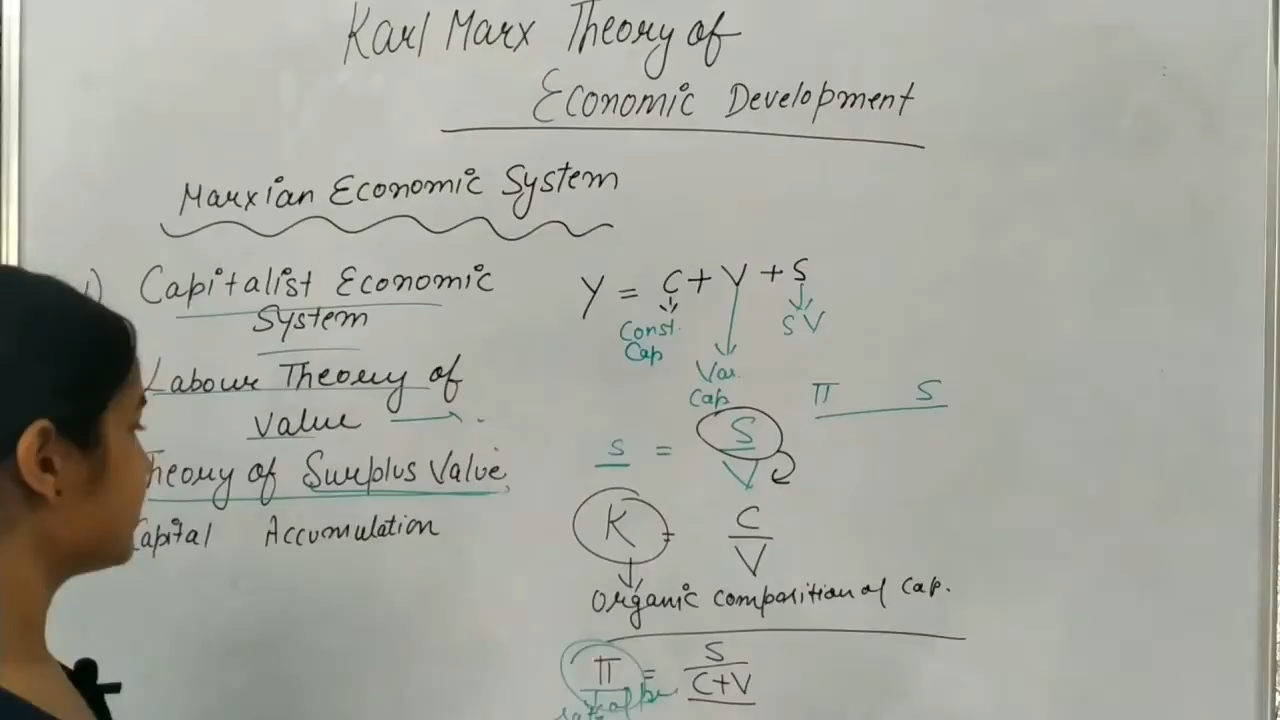 Karl Marx Theory of
Economic Development
Marxian Economic System
1) Capitalist Economic
System
Labour Theory of
Value
Theory of Surplus Value
Capital Accumulation
Y = C + V + S
Const. Cap
Var. Cap
S V
π S
s = S/V
K = C/V
Organic composition of Cap.
π = S/C+V